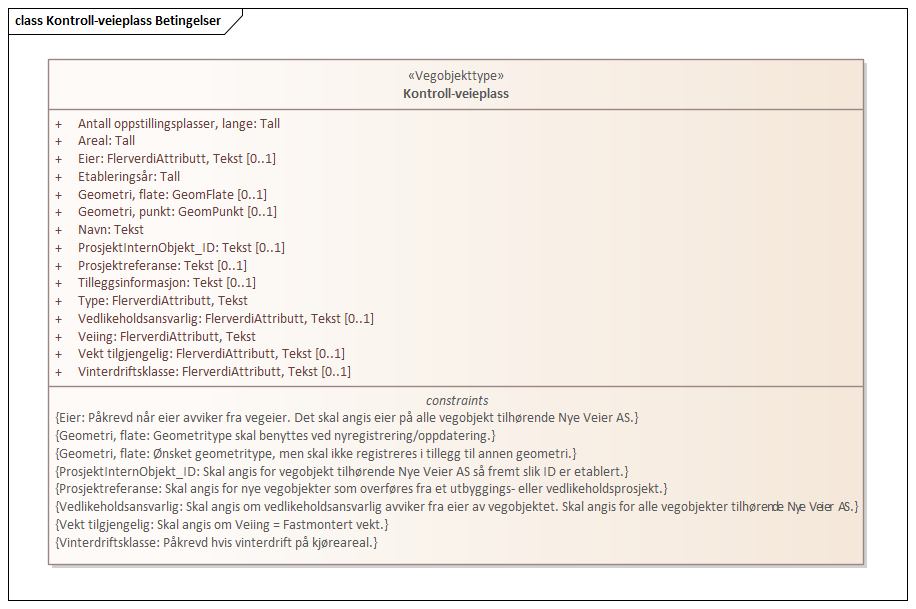 class Kontroll-veieplass Betingelser
«Vegobjekttype»
Kontroll-veieplass
+ Antall oppstillingsplasser, lange: Tall
+ Areal: Tall
+ Eier: FlerverdiAttributt, Tekst [0..1]
+ Etableringsår: Tall
+ Geometri, flate: GeomFlate [0..1]
+ Geometri, punkt: GeomPunkt [0..1]
+ Navn: Tekst
+ ProsjektInternObjekt_ID: Tekst [0..1]
+ Prosjektreferanse: Tekst [0..1]
+ Tilleggsinformasjon: Tekst [0..1]
+ Type: FlerverdiAttributt, Tekst
+ Vedlikeholdsansvarlig: FlerverdiAttributt, Tekst [0..1]
+ Veiing: FlerverdiAttributt, Tekst
+ Vekt tilgjengelig: FlerverdiAttributt, Tekst [0..1]
+ Vinterdriftsklasse: FlerverdiAttributt, Tekst [0..1]
constraints
{Eier: Påkrevd når eier avviker fra vegeier. Det skal angis eier på alle vegobjekt tilhørende Nye Veier AS.}
{Geometri, flate: Geometritype skal benyttes ved nyregistrering/oppdatering.}
{Geometri, flate: Ønsket geometritype, men skal ikke registreres i tillegg til annen geometri.}
{ProsjektInternObjekt_ID: Skal angis for vegobjekt tilhørende Nye Veier AS så fremt slik ID er etablert.}
{Prosjektreferanse: Skal angis for nye vegobjekter som overføres fra et utbyggings- eller vedlikeholdsprosjekt.}
{Vedlikeholdsansvarlig: Skal angis om vedlikeholdsansvarlig avviker fra eier av vegobjektet. Skal angis for alle vegobjekter tilhørende Nye Veier AS.}
{Vekt tilgjengelig: Skal angis om Veiing = Fastmontert vekt.}
{Vinterdriftsklasse: Påkrevd hvis vinterdrift på kjøreareal.}